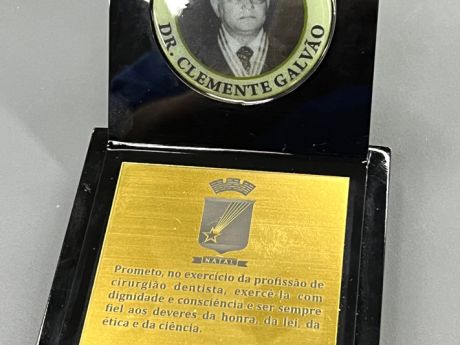 DR. CLEMENTE GALVÃO
NATAL
Prometo, no exercício da profissão de
cirurgião dentista, exercê-la com
dignidade e consciência e ser sempre
fiel aos deveres da honra, da lei, da
ética e da ciência.